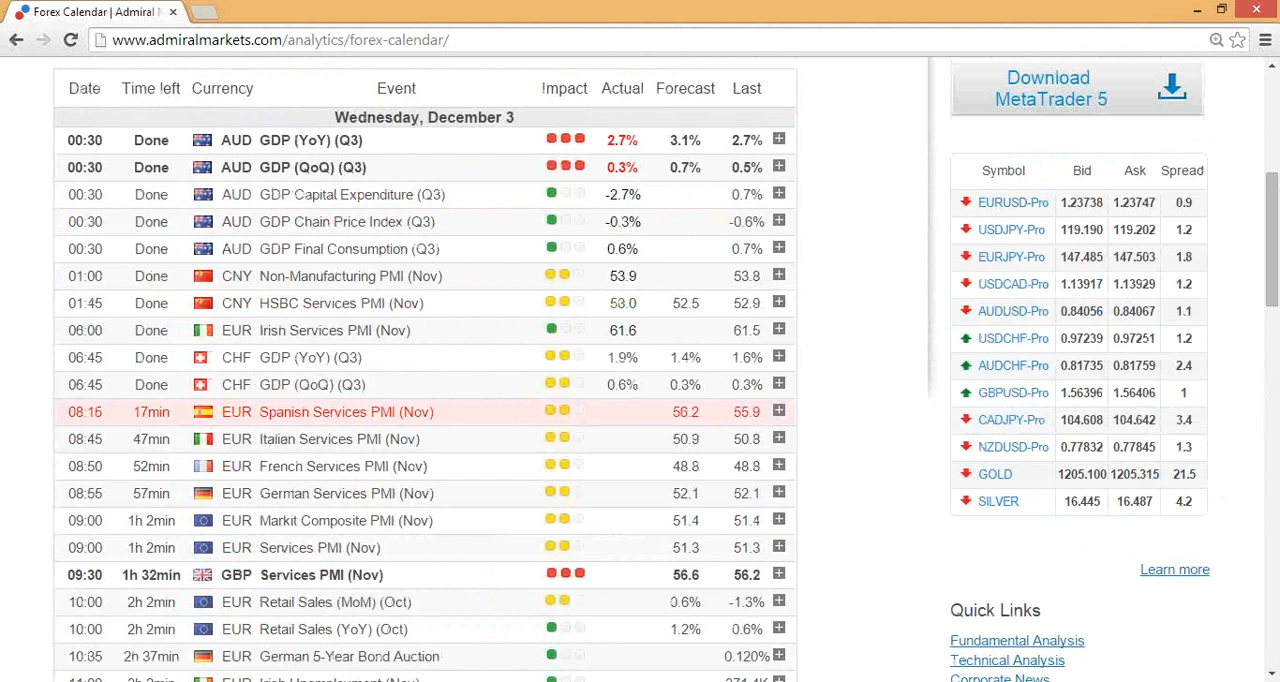 Forex Calendar | Admiral M
www.admiralmarkets.com/analytics/forex-calendar/
Date Time left Currency Event Impact Actual Forecast Last
Wednesday, December 3
00:30 Done AUD GDP (YoY) (Q3) 2.7% 3.1% 2.7%
00:30 Done AUD GDP (QoQ) (Q3) 0.3% 0.7% 0.5%
00:30 Done AUD GDP Capital Expenditure (Q3) -2.7% 0.7%
00:30 Done AUD GDP Chain Price Index (Q3) -0.3% -0.6%
00:30 Done AUD GDP Final Consumption (Q3) 0.6% 0.7%
01:00 Done CNY Non-Manufacturing PMI (Nov) 53.9 53.8
01:45 Done CNY HSBC Services PMI (Nov) 53.0 52.5 52.9
06:00 Done EUR Irish Services PMI (Nov) 61.6 61.5
06:45 Done CHF GDP (YoY) (Q3) 1.9% 1.4% 1.6%
06:45 Done CHF GDP (QoQ) (Q3) 0.6% 0.3% 0.3%
08:15 17min EUR Spanish Services PMI (Nov) 56.2 55.9
08:45 47min EUR Italian Services PMI (Nov) 50.9 50.8
08:50 52min EUR French Services PMI (Nov) 48.8 48.8
08:55 57min EUR German Services PMI (Nov) 52.1 52.1
09:00 1h 2min EUR Markit Composite PMI (Nov) 51.4 51.4
09:00 1h 2min EUR Services PMI (Nov) 51.3 51.3
09:30 1h 32min GBP Services PMI (Nov) 56.6 56.2
10:00 2h 2min EUR Retail Sales (MoM) (Oct) 0.6% -1.3%
10:00 2h 2min EUR Retail Sales (YoY) (Oct) 1.2% 0.6%
10:35 2h 37min EUR German 5-Year Bond Auction 0.120%
EUR Irish Unemployment (Nov) 371.4K
Download
MetaTrader 5
Symbol Bid Ask Spread
EURUSD-Pro 1.23738 1.23747 0.9
USDJPY-Pro 119.190 119.202 1.2
EURJPY-Pro 147.485 147.503 1.8
USDCAD-Pro 1.13917 1.13929 1.2
AUDUSD-Pro 0.84056 0.84067 1.1
USDCHF-Pro 0.97239 0.97251 1.2
AUDCHF-Pro 0.81735 0.81759 2.4
GBPUSD-Pro 1.56396 1.56406 1
CADJPY-Pro 104.608 104.642 3.4
NZDUSD-Pro 0.77832 0.77845 1.3
GOLD 1205.100 1205.315 21.5
SILVER 16.445 16.487 4.2
Learn more
Quick Links
Fundamental Analysis
Technical Analysis
Corporate News